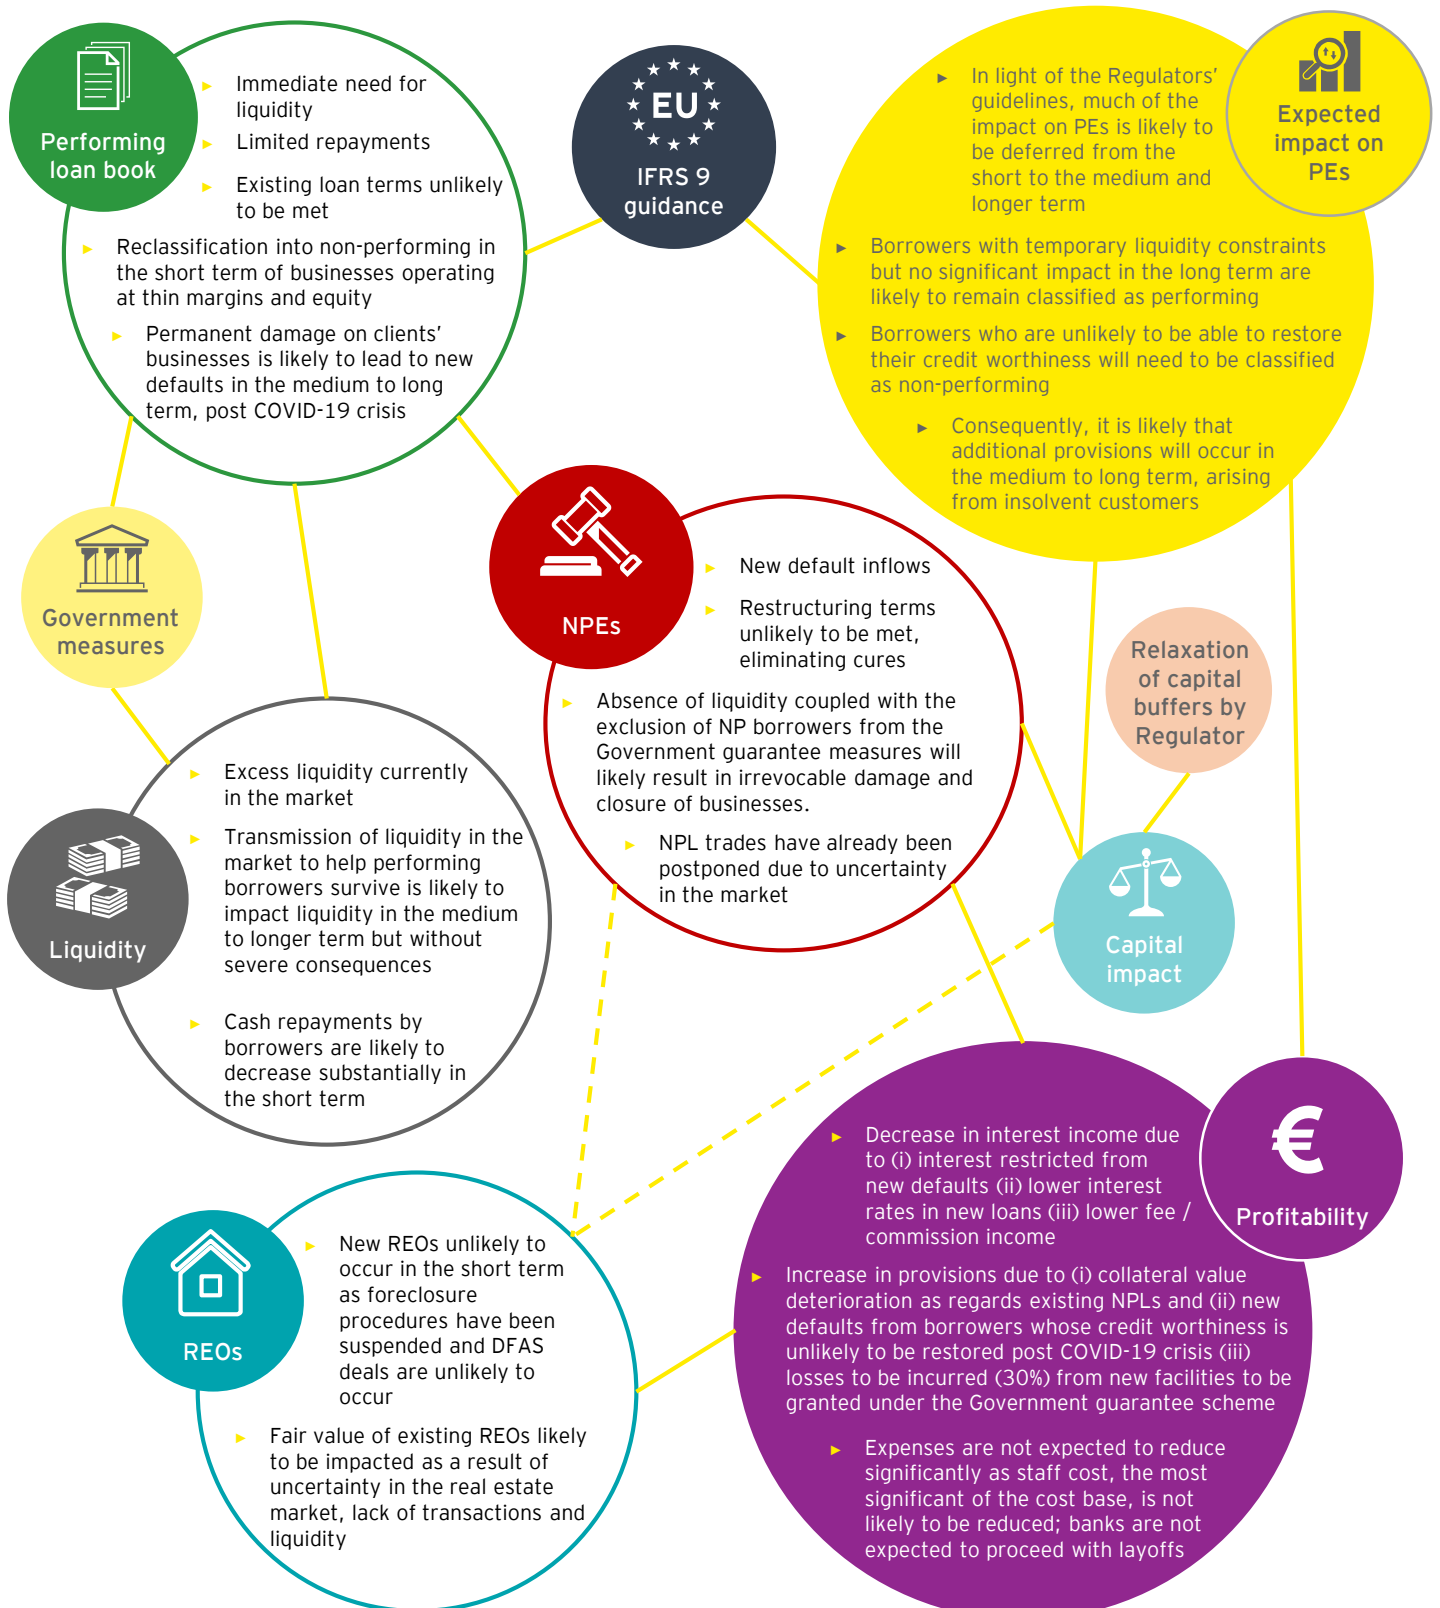 Performing
loan book
► Immediate need for
liquidity
► Limited repayments
► Existing loan terms unlikely
to be met
► Reclassification into non-performing in
the short term of businesses operating
at thin margins and equity
► Permanent damage on clients’
businesses is likely to lead to new
defaults in the medium to long
term, post COVID-19 crisis
EU
IFRS 9
guidance
Expected
impact on
PEs
► In light of the Regulators’
guidelines, much of the
impact on PEs is likely to
be deferred from the
short to the medium and
longer term
► Borrowers with temporary liquidity constraints
but no significant impact in the long term are
likely to remain classified as performing
► Borrowers who are unlikely to be able to restore
their credit worthiness will need to be classified
as non-performing
► Consequently, it is likely that
additional provisions will occur in
the medium to long term, arising
from insolvent customers
Government
measures
NPEs
► New default inflows
► Restructuring terms
unlikely to be met,
eliminating cures
► Absence of liquidity coupled with the
exclusion of NP borrowers from the
Government guarantee measures will
likely result in irrevocable damage and
closure of businesses.
► NPL trades have already been
postponed due to uncertainty
in the market
Relaxation
of capital
buffers by
Regulator
Liquidity
► Excess liquidity currently
in the market
► Transmission of liquidity in the
market to help performing
borrowers survive is likely to
impact liquidity in the medium
to longer term but without
severe consequences
► Cash repayments by
borrowers are likely to
decrease substantially in
the short term
Capital
impact
€
Profitability
► Decrease in interest income due
to (i) interest restricted from
new defaults (ii) lower interest
rates in new loans (iii) lower fee /
commission income
► Increase in provisions due to (i) collateral value
deterioration as regards existing NPLs and (ii) new
defaults from borrowers whose credit worthiness is
unlikely to be restored post COVID-19 crisis (iii)
losses to be incurred (30%) from new facilities to be
granted under the Government guarantee scheme
► Expenses are not expected to reduce
significantly as staff cost, the most
significant of the cost base, is not
likely to be reduced; banks are not
expected to proceed with layoffs
REOs
► New REOs unlikely to
occur in the short term
as foreclosure
procedures have been
suspended and DFAS
deals are unlikely to
occur
► Fair value of existing REOs likely
to be impacted as a result of
uncertainty in the real estate
market, lack of transactions and
liquidity